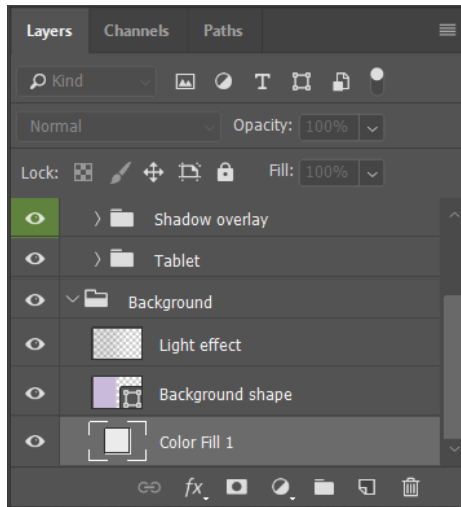 Layers Channels Paths
Kind
Normal Opacity: 100%
Lock: Fill: 100%
Shadow overlay
Tablet
Background
Light effect
Background shape
Color Fill 1
fx